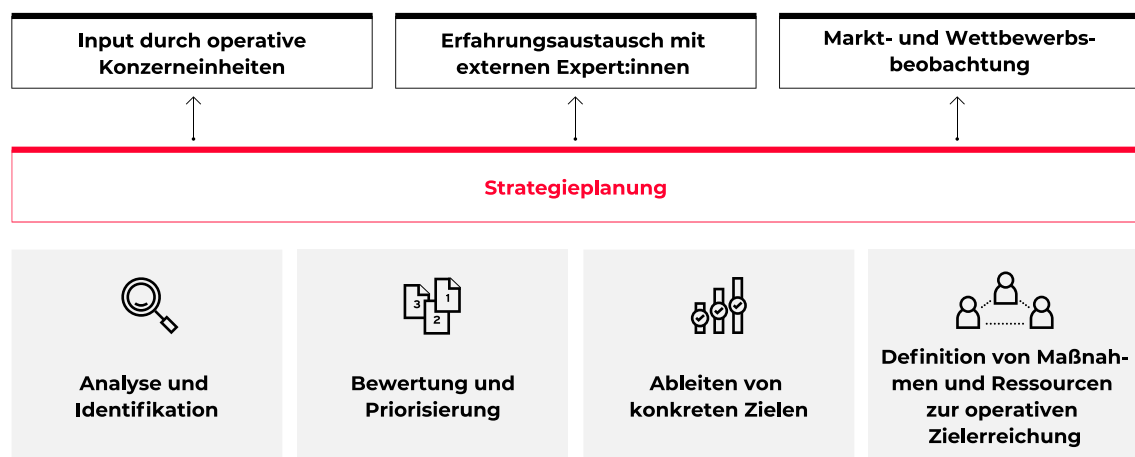 Input durch operative
Konzerneinheiten
Erfahrungsaustausch mit
externen Expert:innen
Markt- und Wettbewerbs-
beobachtung
Strategieplanung
Analyse und
Identifikation
3
1
2
Bewertung und
Priorisierung
Ableiten von
konkreten Zielen
Definition von Maßnah-
men und Ressourcen
zur operativen
Zielerreichung